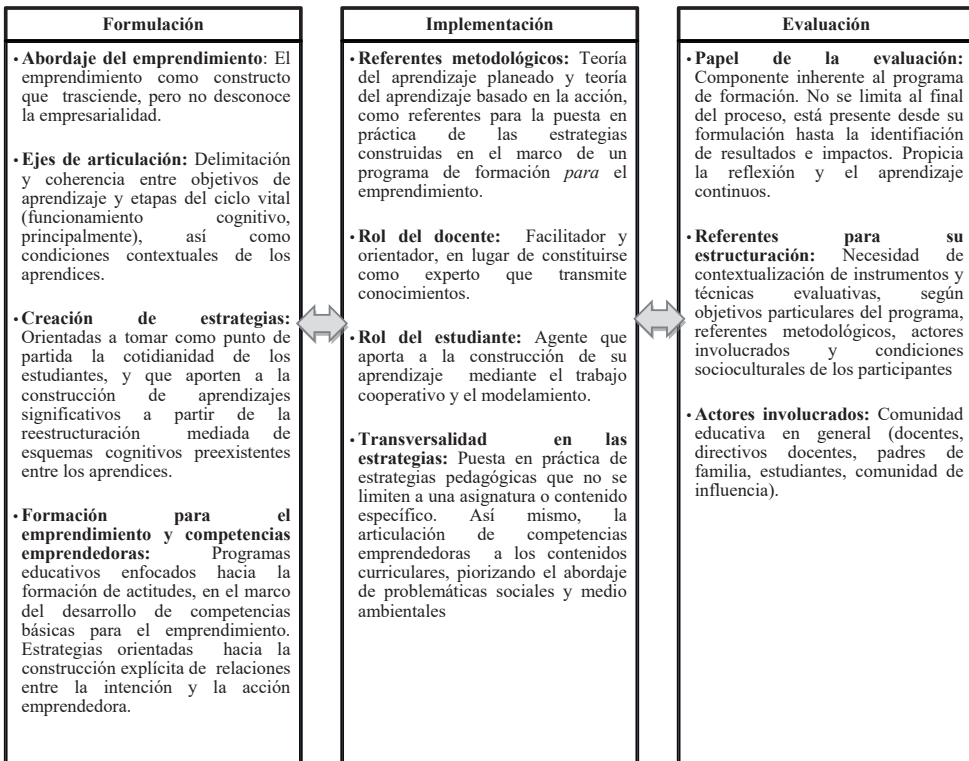 Formulación
• Abordaje del emprendimiento: El
emprendimiento como constructo
que trasciende, pero no desconoce
la empresarialidad.
• Ejes de articulación: Delimitación
y coherencia entre objetivos de
aprendizaje y etapas del ciclo vital
(funcionamiento cognitivo,
principalmente), así como
condiciones contextuales de los
aprendices.
• Creación de estrategias:
Orientadas a tomar como punto de
partida la cotidianidad de los
estudiantes, y que aporten a la
construcción de aprendizajes
significativos a partir de la
reestructuración mediada de
esquemas cognitivos preexistentes
entre los aprendices.
• Formación para el
emprendimiento y competencias
emprendedoras: Programas
educativos enfocados hacia la
formación de actitudes, en el marco
del desarrollo de competencias
básicas para el emprendimiento.
Estrategias orientadas hacia la
construcción explícita de relaciones
entre la intención y la acción
emprendedora.
Implementación
• Referentes metodológicos: Teoría
del aprendizaje planeado y teoría
del aprendizaje basado en la acción,
como referentes para la puesta en
práctica de las estrategias
construidas en el marco de un
programa de formación para el
emprendimiento.
• Rol del docente: Facilitador y
orientador, en lugar de constituirse
como experto que transmite
conocimientos.
• Rol del estudiante: Agente que
aporta a la construcción de su
aprendizaje mediante el trabajo
cooperativo y el modelamiento.
• Transversalidad en las
estrategias: Puesta en práctica de
estrategias pedagógicas que no se
limiten a una asignatura o contenido
específico. Así mismo, la
articulación de competencias
emprendedoras a los contenidos
curriculares, piorizando el abordaje
de problemáticas sociales y medio
ambientales
Evaluación
• Papel de la evaluación:
Componente inherente al programa
de formación. No se limita al final
del proceso, está presente desde su
formulación hasta la identifiación
de resultados e impactos. Propicia
la reflexión y el aprendizaje
continuos.
• Referentes para su
estructuración: Necesidad de
contextualización de instrumentos y
técnicas evaluativas, según
objetivos particulares del programa,
referentes metodológicos, actores
involucrados y condiciones
socioculturales de los participantes
• Actores involucrados: Comunidad
educativa en general (docentes,
directivos docentes, padres de
familia, estudiantes, comunidad de
influencia).